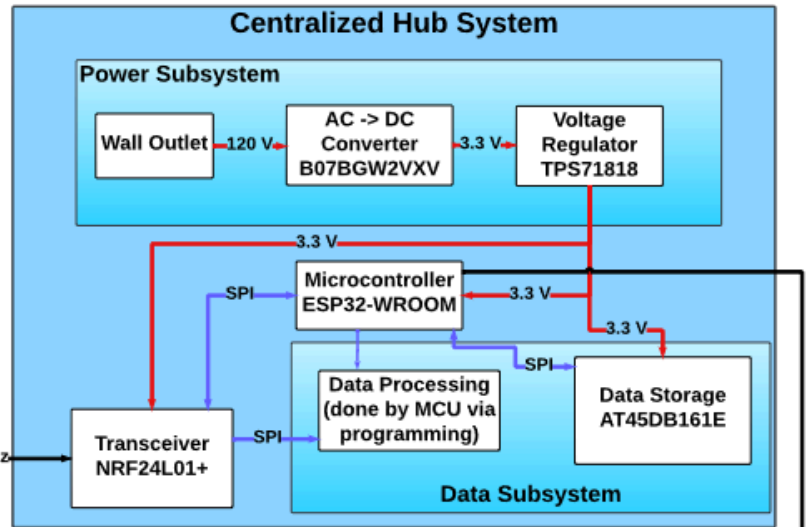 Centralized Hub System
Power Subsystem
Wall Outlet
120 V
AC -> DC
Converter
B07BGW2VXV
3.3 V
Voltage
Regulator
TPS71818
3.3 V
Microcontroller
ESP32-WROOM
SPI
3.3 V
3.3 V
SPI
Data Processing
(done by MCU via
programming)
Data Storage
AT45DB161E
Transceiver
NRF24L01+
SPI
z
Data Subsystem